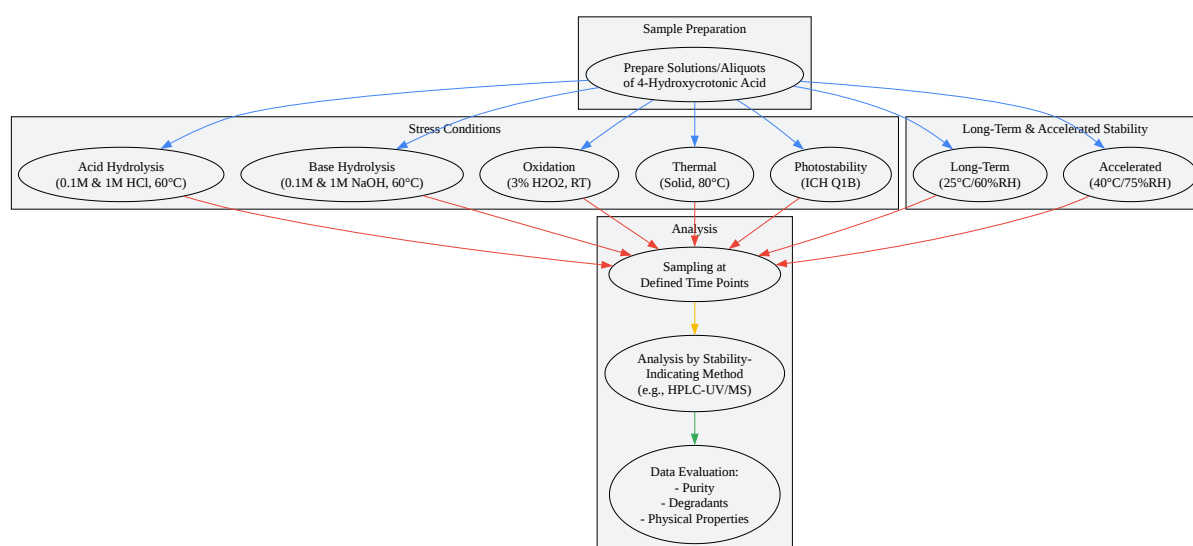 Sample Preparation
Prepare Solutions/Aliquots
of 4-Hydroxycrotonic Acid
Stress Conditions
Acid Hydrolysis
(0.1M & 1M HCl, 60°C)
Base Hydrolysis
(0.1M & 1M NaOH, 60°C)
Oxidation
(3% H2O2, RT)
Thermal
(Solid, 80°C)
Photostability
(ICH Q1B)
Long-Term & Accelerated Stability
Long-Term
(25°C/60%RH)
Accelerated
(40°C/75%RH)
Analysis
Sampling at
Defined Time Points
Analysis by Stability-
Indicating Method
(e.g., HPLC-UV/MS)
Data Evaluation:
- Purity
- Degradants
- Physical Properties